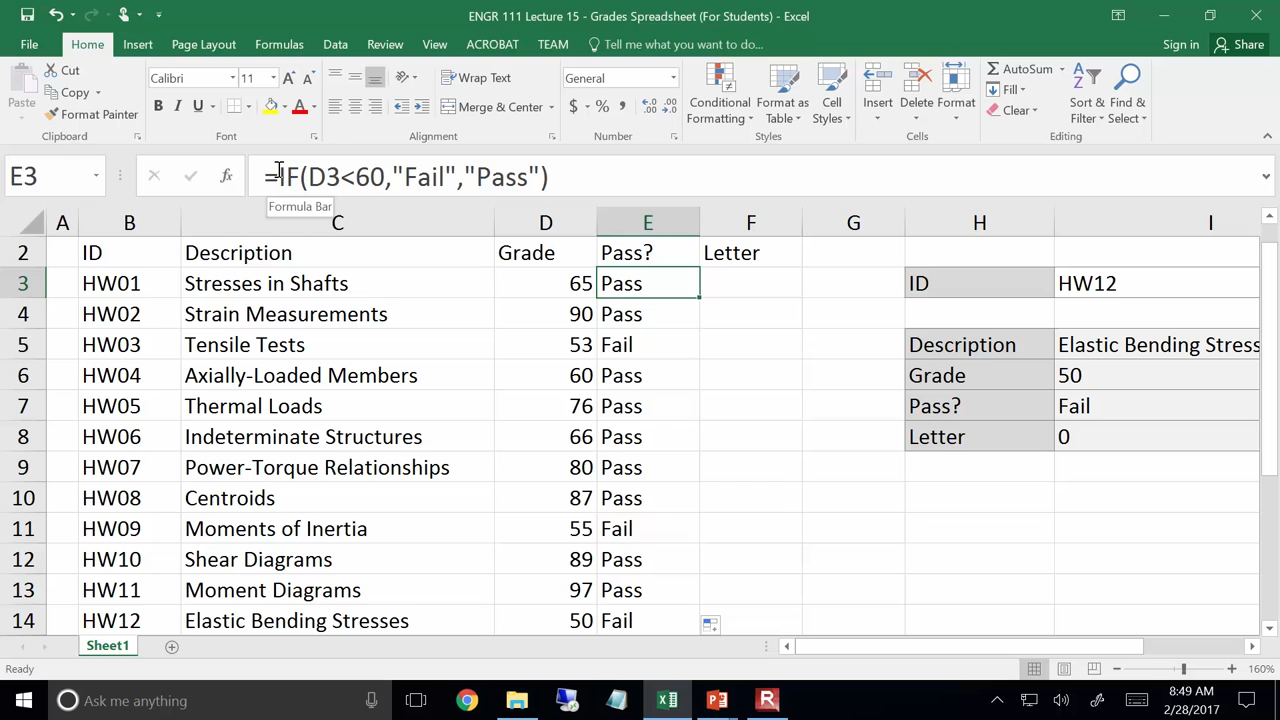 ENGR 111 Lecture 15 - Grades Spreadsheet (For Students) - Excel
File Home Insert Page Layout Formulas Data Review View ACROBAT TEAM Tell me what you want to do... Sign in Share
Paste
Cut
Copy
Format Painter
Clipboard
Calibri 11
B I U
Font
Wrap Text
Merge & Center
Alignment
General
$ % ,
Number
Conditional Formatting
Format as Table
Cell Styles
Styles
Insert Delete Format
Cells
AutoSum
Fill
Clear
Sort & Filter
Find & Select
Editing
E3 fx =IF(D3<60,"Fail","Pass")
Formula Bar
A B C D E F G H I
2 ID Description Grade Pass? Letter
3 HW01 Stresses in Shafts 65 Pass ID HW12
4 HW02 Strain Measurements 90 Pass
5 HW03 Tensile Tests 53 Fail Description Elastic Bending Stress
6 HW04 Axially-Loaded Members 60 Pass Grade 50
7 HW05 Thermal Loads 76 Pass Pass? Fail
8 HW06 Indeterminate Structures 66 Pass Letter 0
9 HW07 Power-Torque Relationships 80 Pass
10 HW08 Centroids 87 Pass
11 HW09 Moments of Inertia 55 Fail
12 HW10 Shear Diagrams 89 Pass
13 HW11 Moment Diagrams 97 Pass
14 HW12 Elastic Bending Stresses 50 Fail
Sheet1
Ready 160%
Ask me anything
8:49 AM
2/28/2017